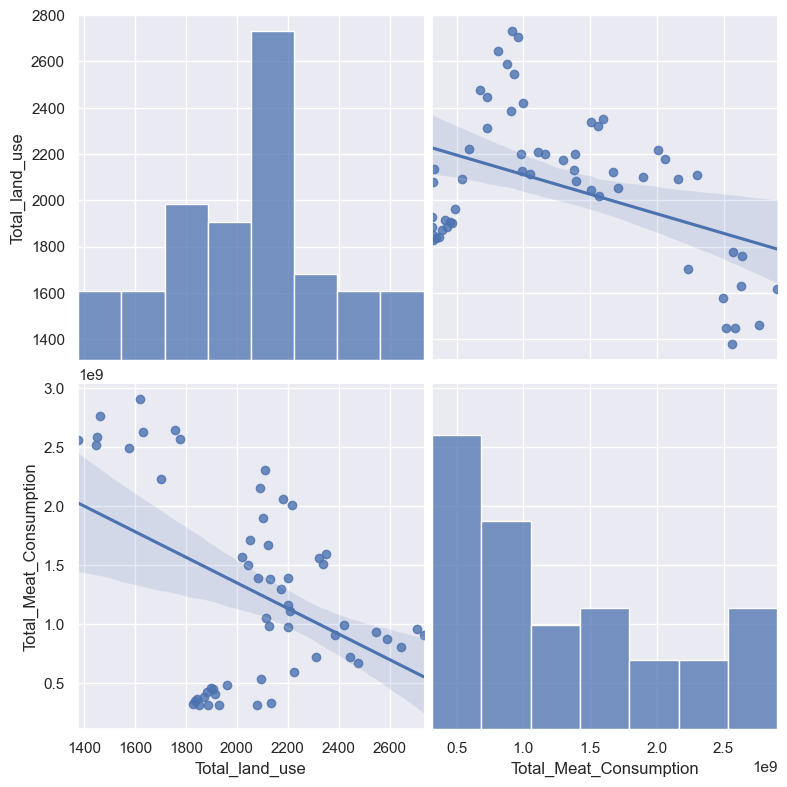 2800
2600
2400
2200
2000
1800
1600
1400
Total_land_use
1e9
3.0
2.5
2.0
1.5
1.0
0.5
Total_Meat_Consumption
1400 1600 1800 2000 2200 2400 2600
Total_land_use
0.5 1.0 1.5 2.0 2.5
Total_Meat_Consumption
1e9